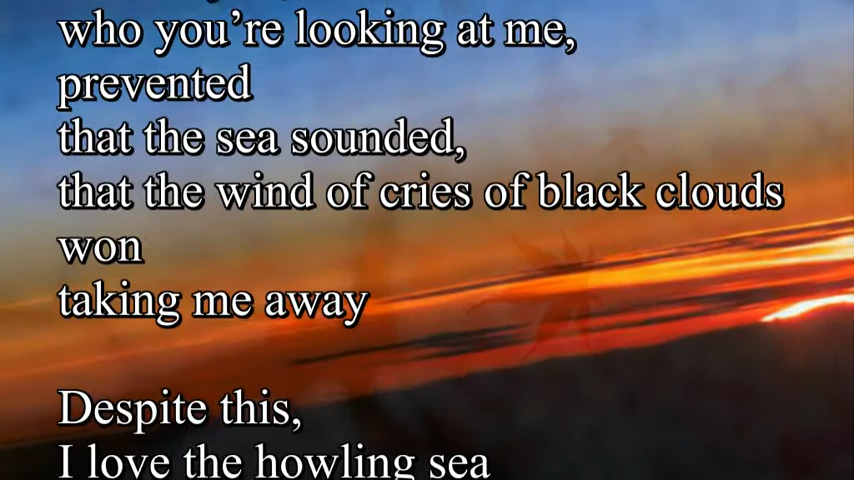 who you’re looking at me,
prevented
that the sea sounded,
that the wind of cries of black clouds
won
taking me away
Despite this,
I love the howling sea